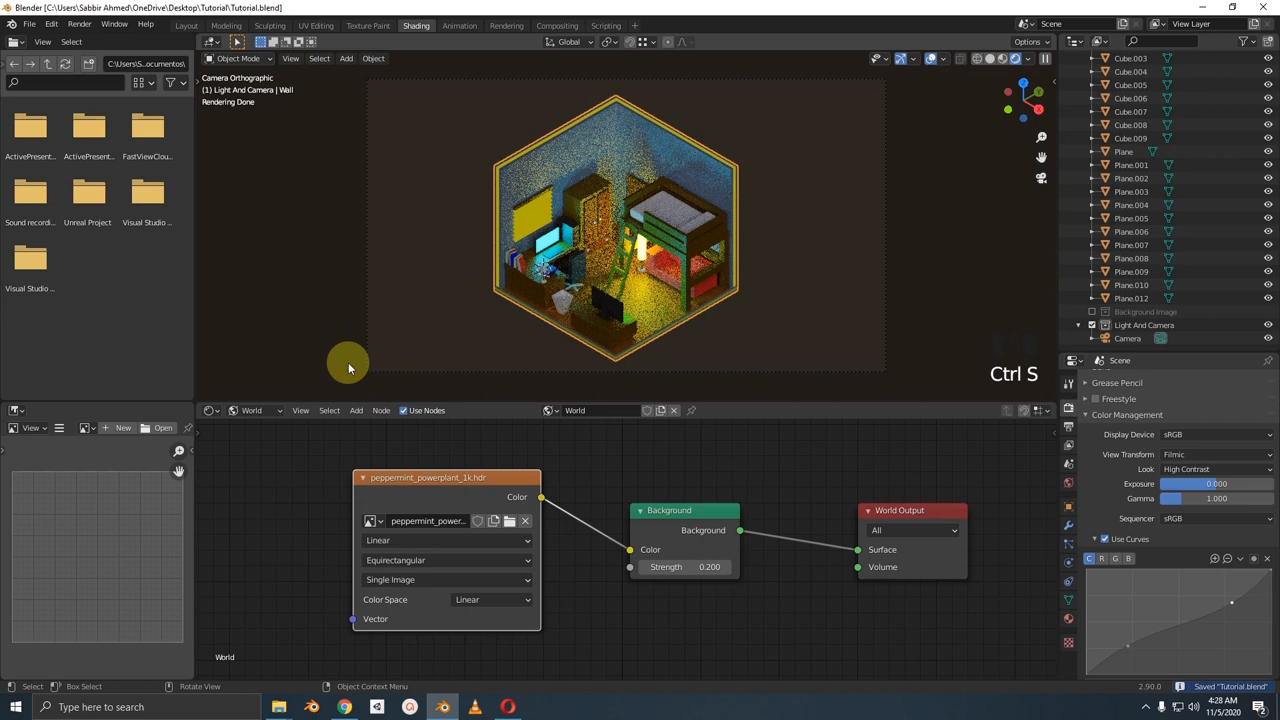 Blender [C:\Users\Sabbir Ahmed\OneDrive\Desktop\Tutorial\Tutorial.blend]
File Edit Render Window Help
Layout Modeling Sculpting UV Editing Texture Paint Shading Animation Rendering Compositing Scripting
Scene
View Layer
View Select
Global
Options
C:\Users\S...ocuments\
Object Mode View Select Add Object
Camera Orthographic
(1) Light And Camera | Wall
Rendering Done
ActivePresent... ActivePresent... FastViewClou...
Sound recordi... Unreal Project Visual Studio ...
Visual Studio ...
Cube.003
Cube.004
Cube.005
Cube.006
Cube.007
Cube.008
Cube.009
Plane
Plane.001
Plane.002
Plane.003
Plane.004
Plane.005
Plane.006
Plane.007
Plane.008
Plane.009
Plane.010
Plane.012
Background Image
Light And Camera
Camera
Ctrl S
Scene
Grease Pencil
Freestyle
Color Management
Display Device sRGB
View Transform Filmic
Look High Contrast
Exposure 0.000
Gamma 1.000
Sequencer sRGB
Use Curves
C R G B
View New Open
World View Select Add Node Use Nodes World
peppermint_powerplant_1k.hdr
Color
peppermint_power...
Linear
Equirectangular
Single Image
Color Space Linear
Vector
Background
Background
Color
Strength 0.200
World Output
All
Surface
Volume
World
Select Box Select Rotate View Object Context Menu 2.90.0 Saved "Tutorial.blend"
Type here to search
4:28 AM
11/5/2020
2